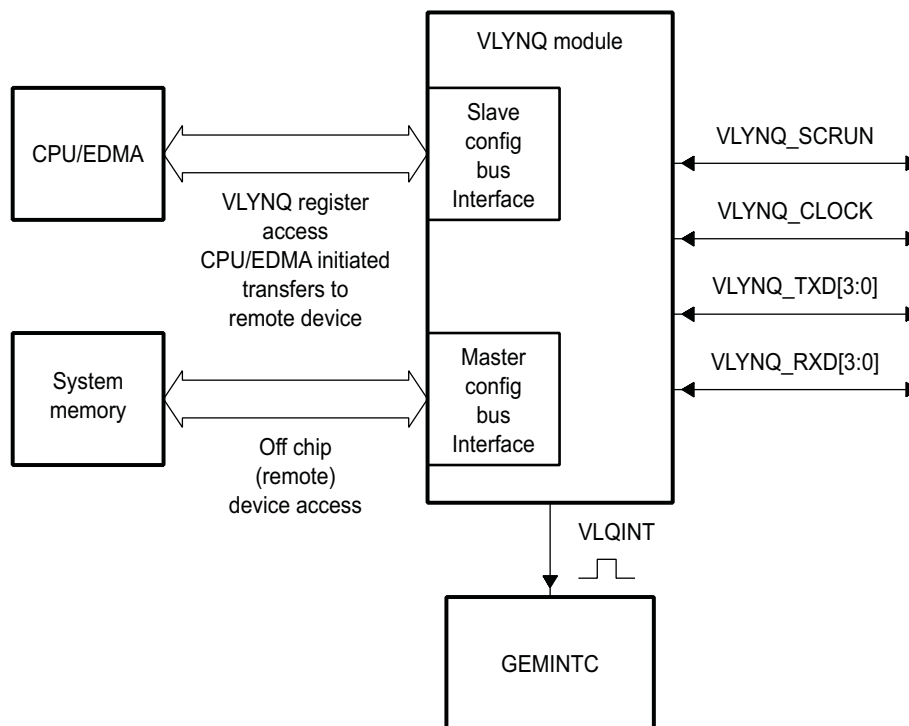 VLYNQ module
Slave
config
bus
Interface
CPU/EDMA
VLYNQ register
access
CPU/EDMA initiated
transfers to
remote device
VLYNQ_SCRUN
VLYNQ_CLOCK
VLYNQ_TXD[3:0]
VLYNQ_RXD[3:0]
System
memory
Master
config
bus
Interface
Off chip
(remote)
device access
VLQINT
GEMINTC